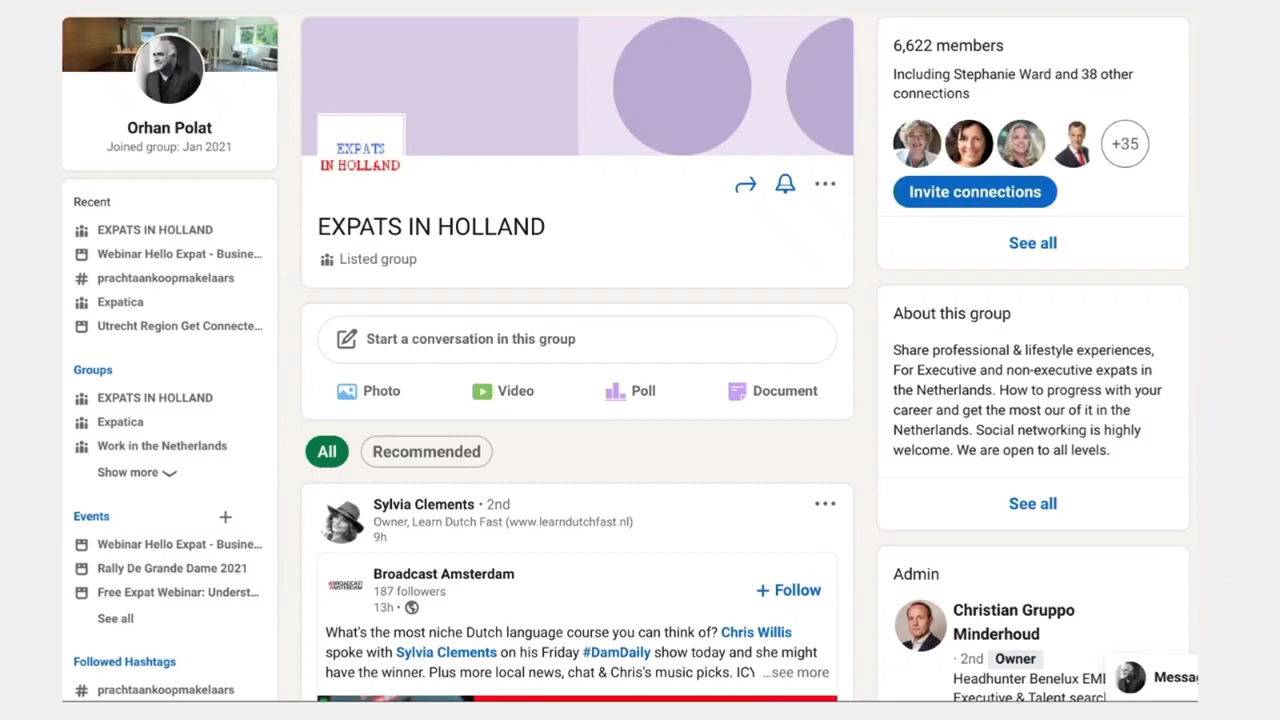 Orhan Polat
Joined group: Jan 2021
Recent
EXPATS IN HOLLAND
Webinar Hello Expat - Busine...
# prachtaankoopmakelaars
Expatica
Utrecht Region Get Connecte...
Groups
EXPATS IN HOLLAND
Expatica
Work in the Netherlands
Show more
Events +
Webinar Hello Expat - Busine...
Rally De Grande Dame 2021
Free Expat Webinar: Underst...
See all
Followed Hashtags
# prachtaankoopmakelaars
EXPATS
IN HOLLAND
EXPATS IN HOLLAND
Listed group
Start a conversation in this group
Photo Video Poll Document
All Recommended
Sylvia Clements • 2nd
Owner, Learn Dutch Fast (www.learndutchfast.nl)
9h
BROADCAST
AMSTERDAM
Broadcast Amsterdam
187 followers
13h •
+ Follow
What's the most niche Dutch language course you can think of? Chris Willis
spoke with Sylvia Clements on his Friday #DamDaily show today and she might
have the winner. Plus more local news, chat & Chris's music picks. ICY ...see more
6,622 members
Including Stephanie Ward and 38 other
connections
+35
Invite connections
See all
About this group
Share professional & lifestyle experiences,
For Executive and non-executive expats in
the Netherlands. How to progress with your
career and get the most our of it in the
Netherlands. Social networking is highly
welcome. We are open to all levels.
See all
Admin
Christian Gruppo
Minderhoud
· 2nd Owner
Headhunter Benelux EM
Executive & Talent searc
Messa